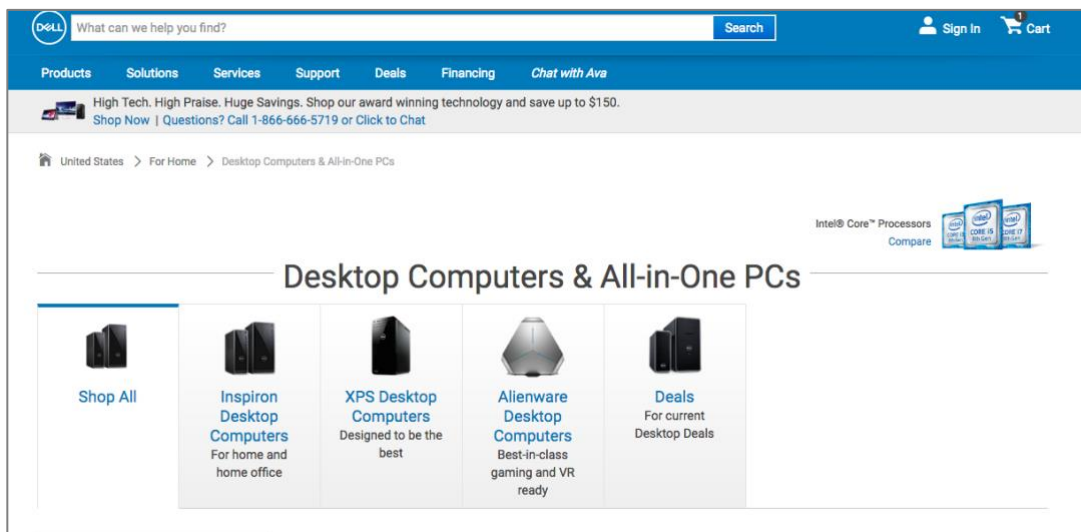 DELL
What can we help you find?
Search
Sign In
1
Cart
Products Solutions Services Support Deals Financing Chat with Ava
High Tech. High Praise. Huge Savings. Shop our award winning technology and save up to $150.
Shop Now | Questions? Call 1-866-666-5719 or Click to Chat
United States > For Home > Desktop Computers & All-in-One PCs
Intel® Core™ Processors
Compare
CORE i5
Desktop Computers & All-in-One PCs
Shop All
Inspiron
Desktop
Computers
For home and
home office
XPS Desktop
Computers
Designed to be the
best
Alienware
Desktop
Computers
Best-in-class
gaming and VR
ready
Deals
For current
Desktop Deals